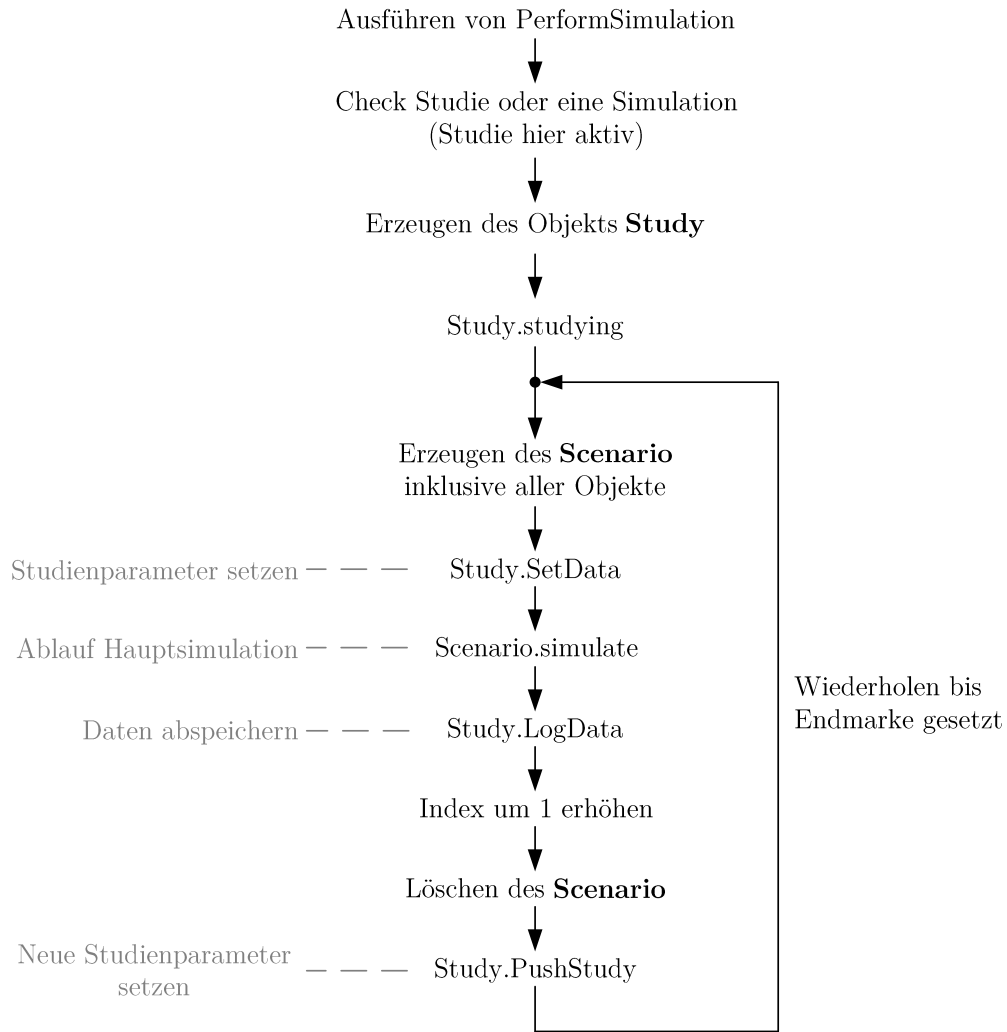 Ausführen von PerformSimulation
Check Studie oder eine Simulation
(Studie hier aktiv)
Erzeugen des Objekts Study
Study.studying
Erzeugen des Scenario
inklusive aller Objekte
Studienparameter setzen
Study.SetData
Ablauf Hauptsimulation
Scenario.simulate
Wiederholen bis
Endmarke gesetzt
Daten abspeichern
Study.LogData
Index um 1 erhöhen
Löschen des Scenario
Neue Studienparameter
setzen
Study.PushStudy